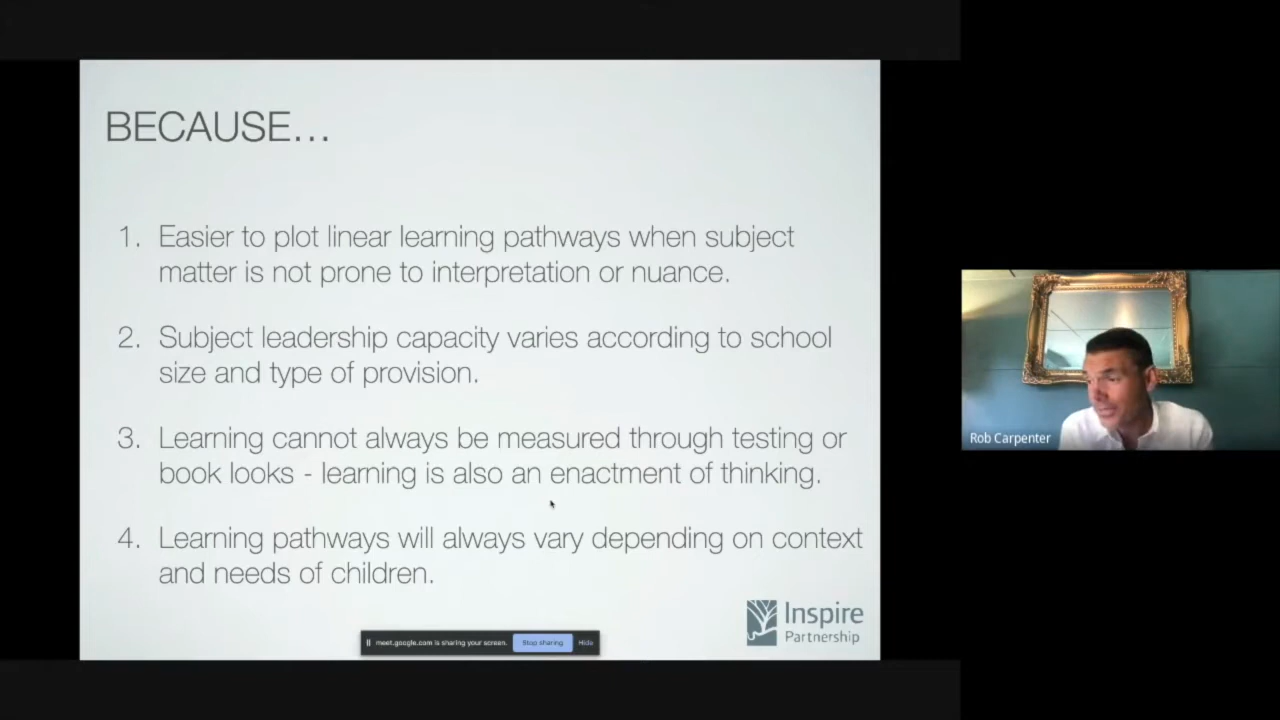 BECAUSE…
1. Easier to plot linear learning pathways when subject
matter is not prone to interpretation or nuance.
2. Subject leadership capacity varies according to school
size and type of provision.
3. Learning cannot always be measured through testing or
book looks - learning is also an enactment of thinking.
4. Learning pathways will always vary depending on context
and needs of children.
Inspire
Partnership
meet.google.com is sharing your screen.
Stop sharing
Hide
Rob Carpenter